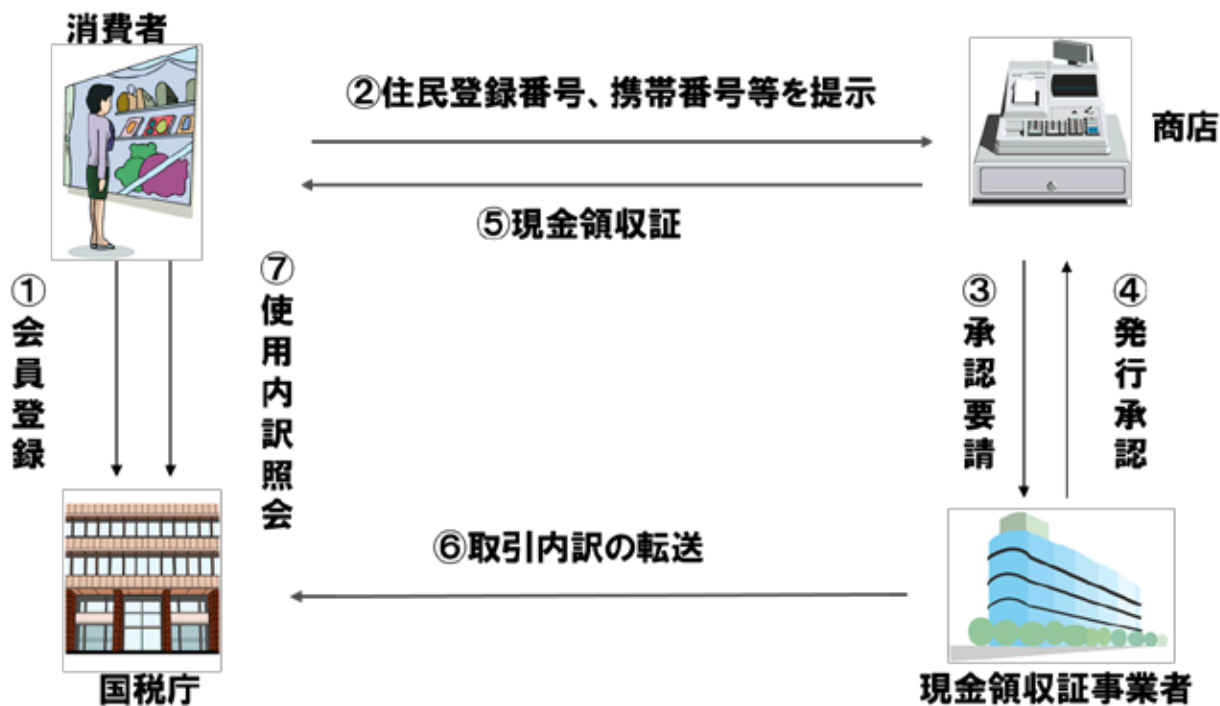 消費者
②住民登録番号、携帯番号等を提示
商店
⑤現金領収証
①会員登録
⑦使用内訳照会
③承認要請
④発行承認
⑥取引内訳の転送
国税庁
現金領収証事業者